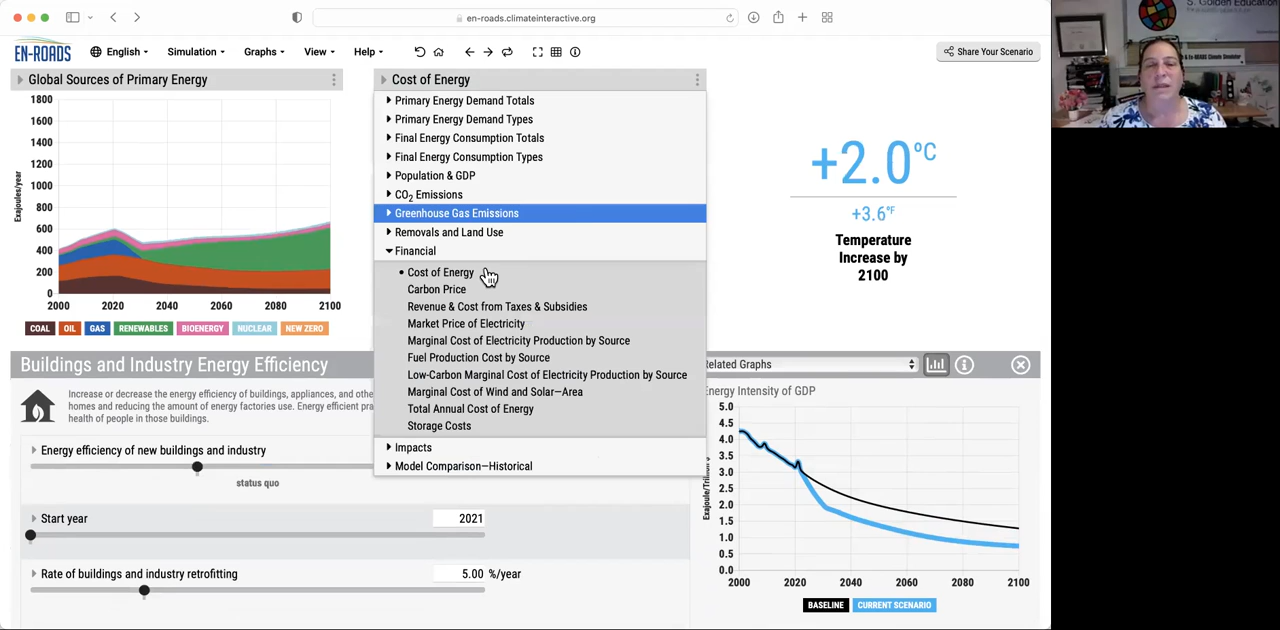 en-roads.climateinteractive.org
EN-ROADS
English
Simulation
Graphs
View
Help
Share Your Scenario
Global Sources of Primary Energy
1800
1600
1400
1200
1000
800
600
400
200
0
Exajoules/year
2000 2020 2040 2060 2080 2100
COAL OIL GAS RENEWABLES BIOENERGY NUCLEAR NEW ZERO
Cost of Energy
Primary Energy Demand Totals
Primary Energy Demand Types
Final Energy Consumption Totals
Final Energy Consumption Types
Population & GDP
CO2 Emissions
Greenhouse Gas Emissions
Removals and Land Use
Financial
Cost of Energy
Carbon Price
Revenue & Cost from Taxes & Subsidies
Market Price of Electricity
Marginal Cost of Electricity Production by Source
Fuel Production Cost by Source
Low-Carbon Marginal Cost of Electricity Production by Source
Marginal Cost of Wind and Solar—Area
Total Annual Cost of Energy
Storage Costs
Impacts
Model Comparison—Historical
+2.0°C
+3.6°F
Temperature
Increase by
2100
S. Golden Education
Buildings and Industry Energy Efficiency
Increase or decrease the energy efficiency of buildings, appliances, and othe
homes and reducing the amount of energy factories use. Energy efficient pra
health of people in those buildings.
Energy efficiency of new buildings and industry
status quo
Start year
2021
Rate of buildings and industry retrofitting
5.00 %/year
Related Graphs
Energy Intensity of GDP
5.0
4.5
4.0
3.5
3.0
2.5
2.0
1.5
1.0
0.5
0.0
2000 2020 2040 2060 2080 2100
BASELINE CURRENT SCENARIO